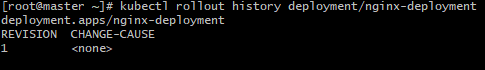 [root@master ~]# kubectl rollout history deployment/nginx-deployment
deployment.apps/nginx-deployment
REVISION  CHANGE-CAUSE
1         <none>